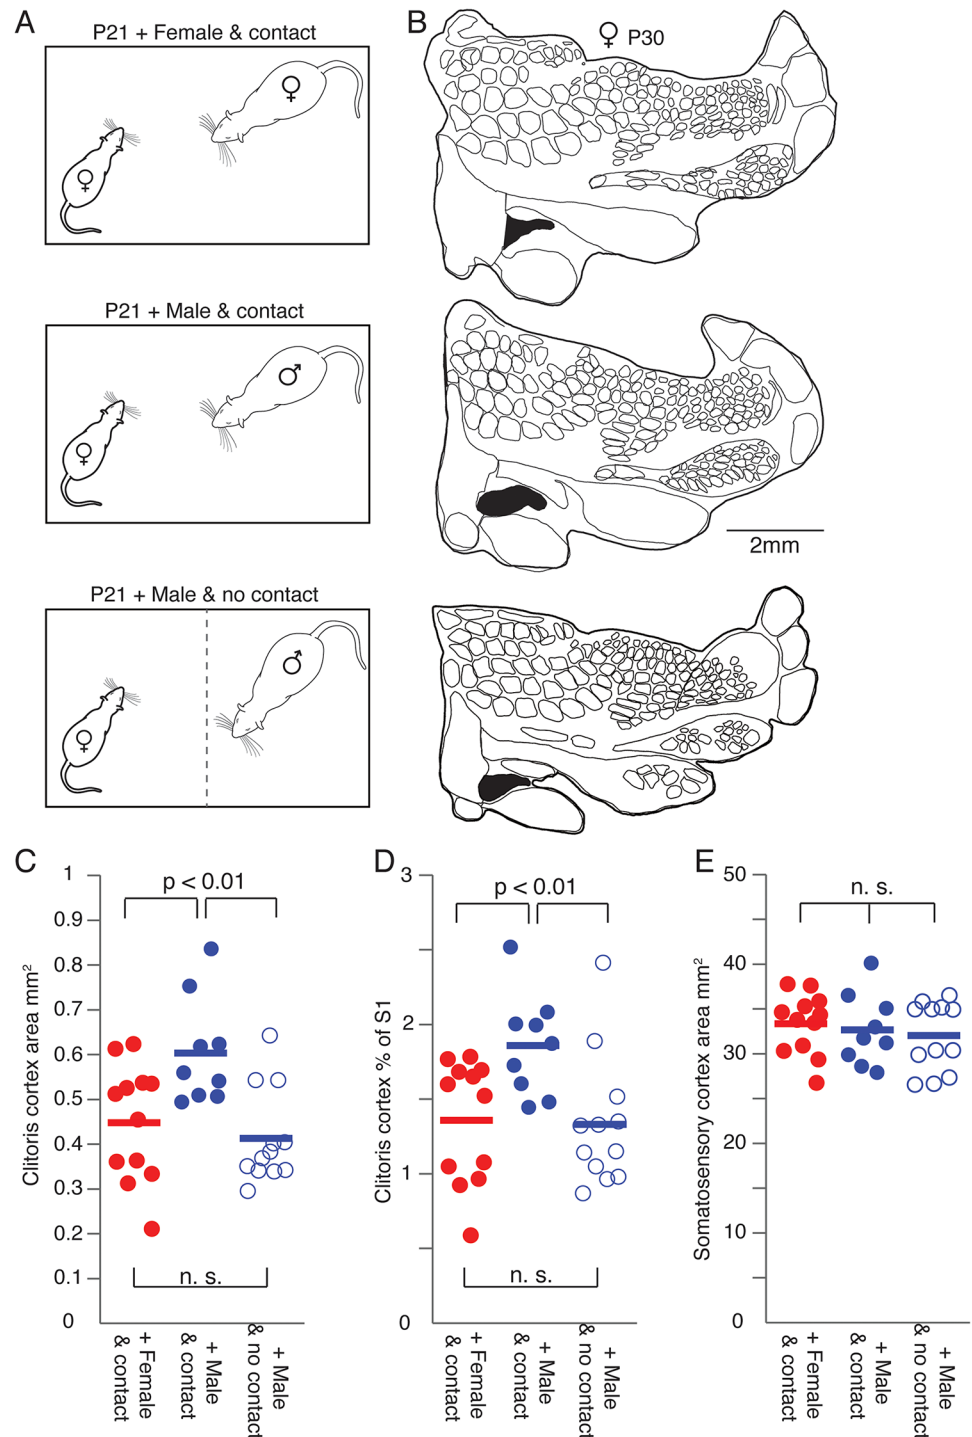 A
P21 + Female & contact
♀
♀
P21 + Male & contact
♀
♂
P21 + Male & no contact
♀
♂
B
♀ P30
2mm
C
Clitoris cortex area mm²
1
0.9
0.8
0.7
0.6
0.5
0.4
0.3
0.2
0.1
0
p < 0.01
n. s.
+ Female
& contact
+ Male
& contact
+ Male
& no contact
D
Clitoris cortex % of S1
3
2
1
0
p < 0.01
n. s.
+ Female
& contact
+ Male
& contact
+ Male
& no contact
E
Somatosensory cortex area mm²
50
40
30
20
10
0
n. s.
+ Female
& contact
+ Male
& contact
+ Male
& no contact